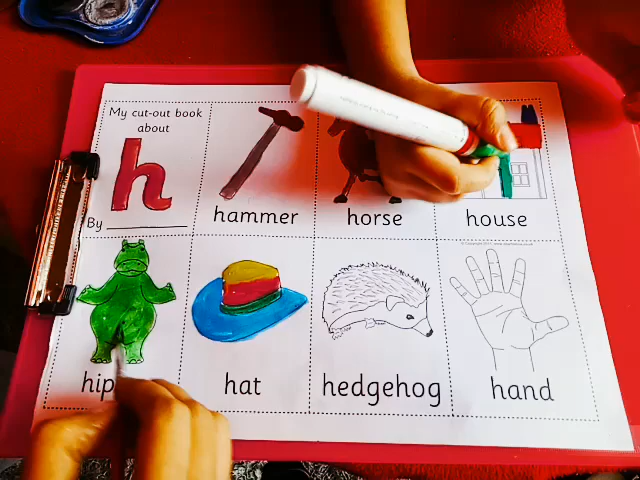 My cut-out book
about
h
By
hammer
horse
house
hip
hat
hedgehog
hand